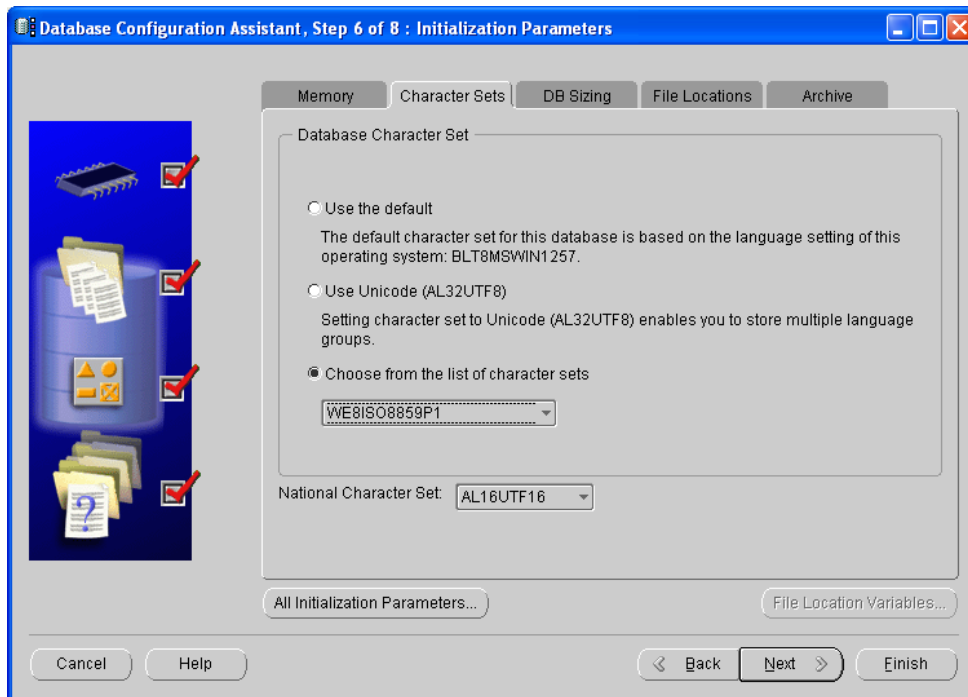 Database Configuration Assistant, Step 6 of 8 : Initialization Parameters
Memory
Character Sets
DB Sizing
File Locations
Archive
Database Character Set
Use the default
The default character set for this database is based on the language setting of this
operating system: BLT8MSWIN1257.
Use Unicode (AL32UTF8)
Setting character set to Unicode (AL32UTF8) enables you to store multiple language
groups.
Choose from the list of character sets
WE8ISO8859P1
National Character Set:
AL16UTF16
?
All Initialization Parameters...
File Location Variables...
Cancel
Help
Back
Next
Finish